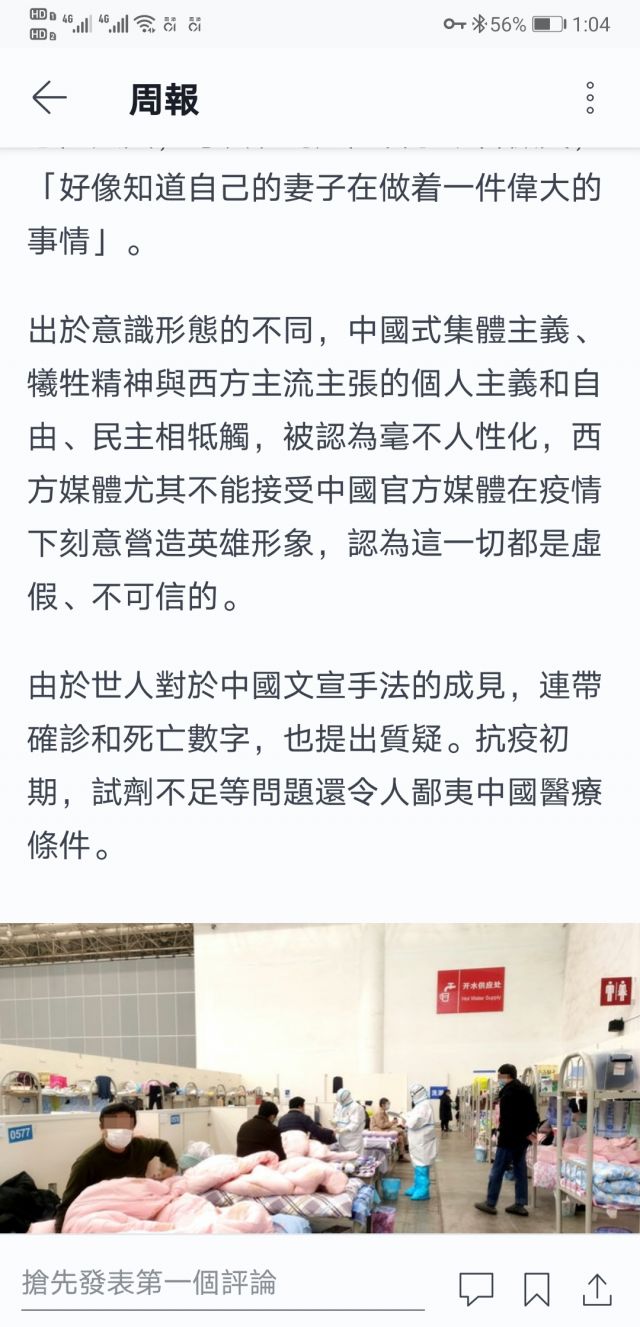 HD 1
HD 2
4G
4G
56%
1:04
周報
「好像知道自己的妻子在做着一件偉大的
事情」。
出於意識形態的不同，中國式集體主義、
犧牲精神與西方主流主張的個人主義和自
由、民主相牴觸，被認為毫不人性化，西
方媒體尤其不能接受中國官方媒體在疫情
下刻意營造英雄形象，認為這一切都是虛
假、不可信的。
由於世人對於中國文宣手法的成見，連帶
確診和死亡數字，也提出質疑。抗疫初
期，試劑不足等問題還令人鄙夷中國醫療
條件。
开水供应处
Hot Water Supply
0577
搶先發表第一個評論